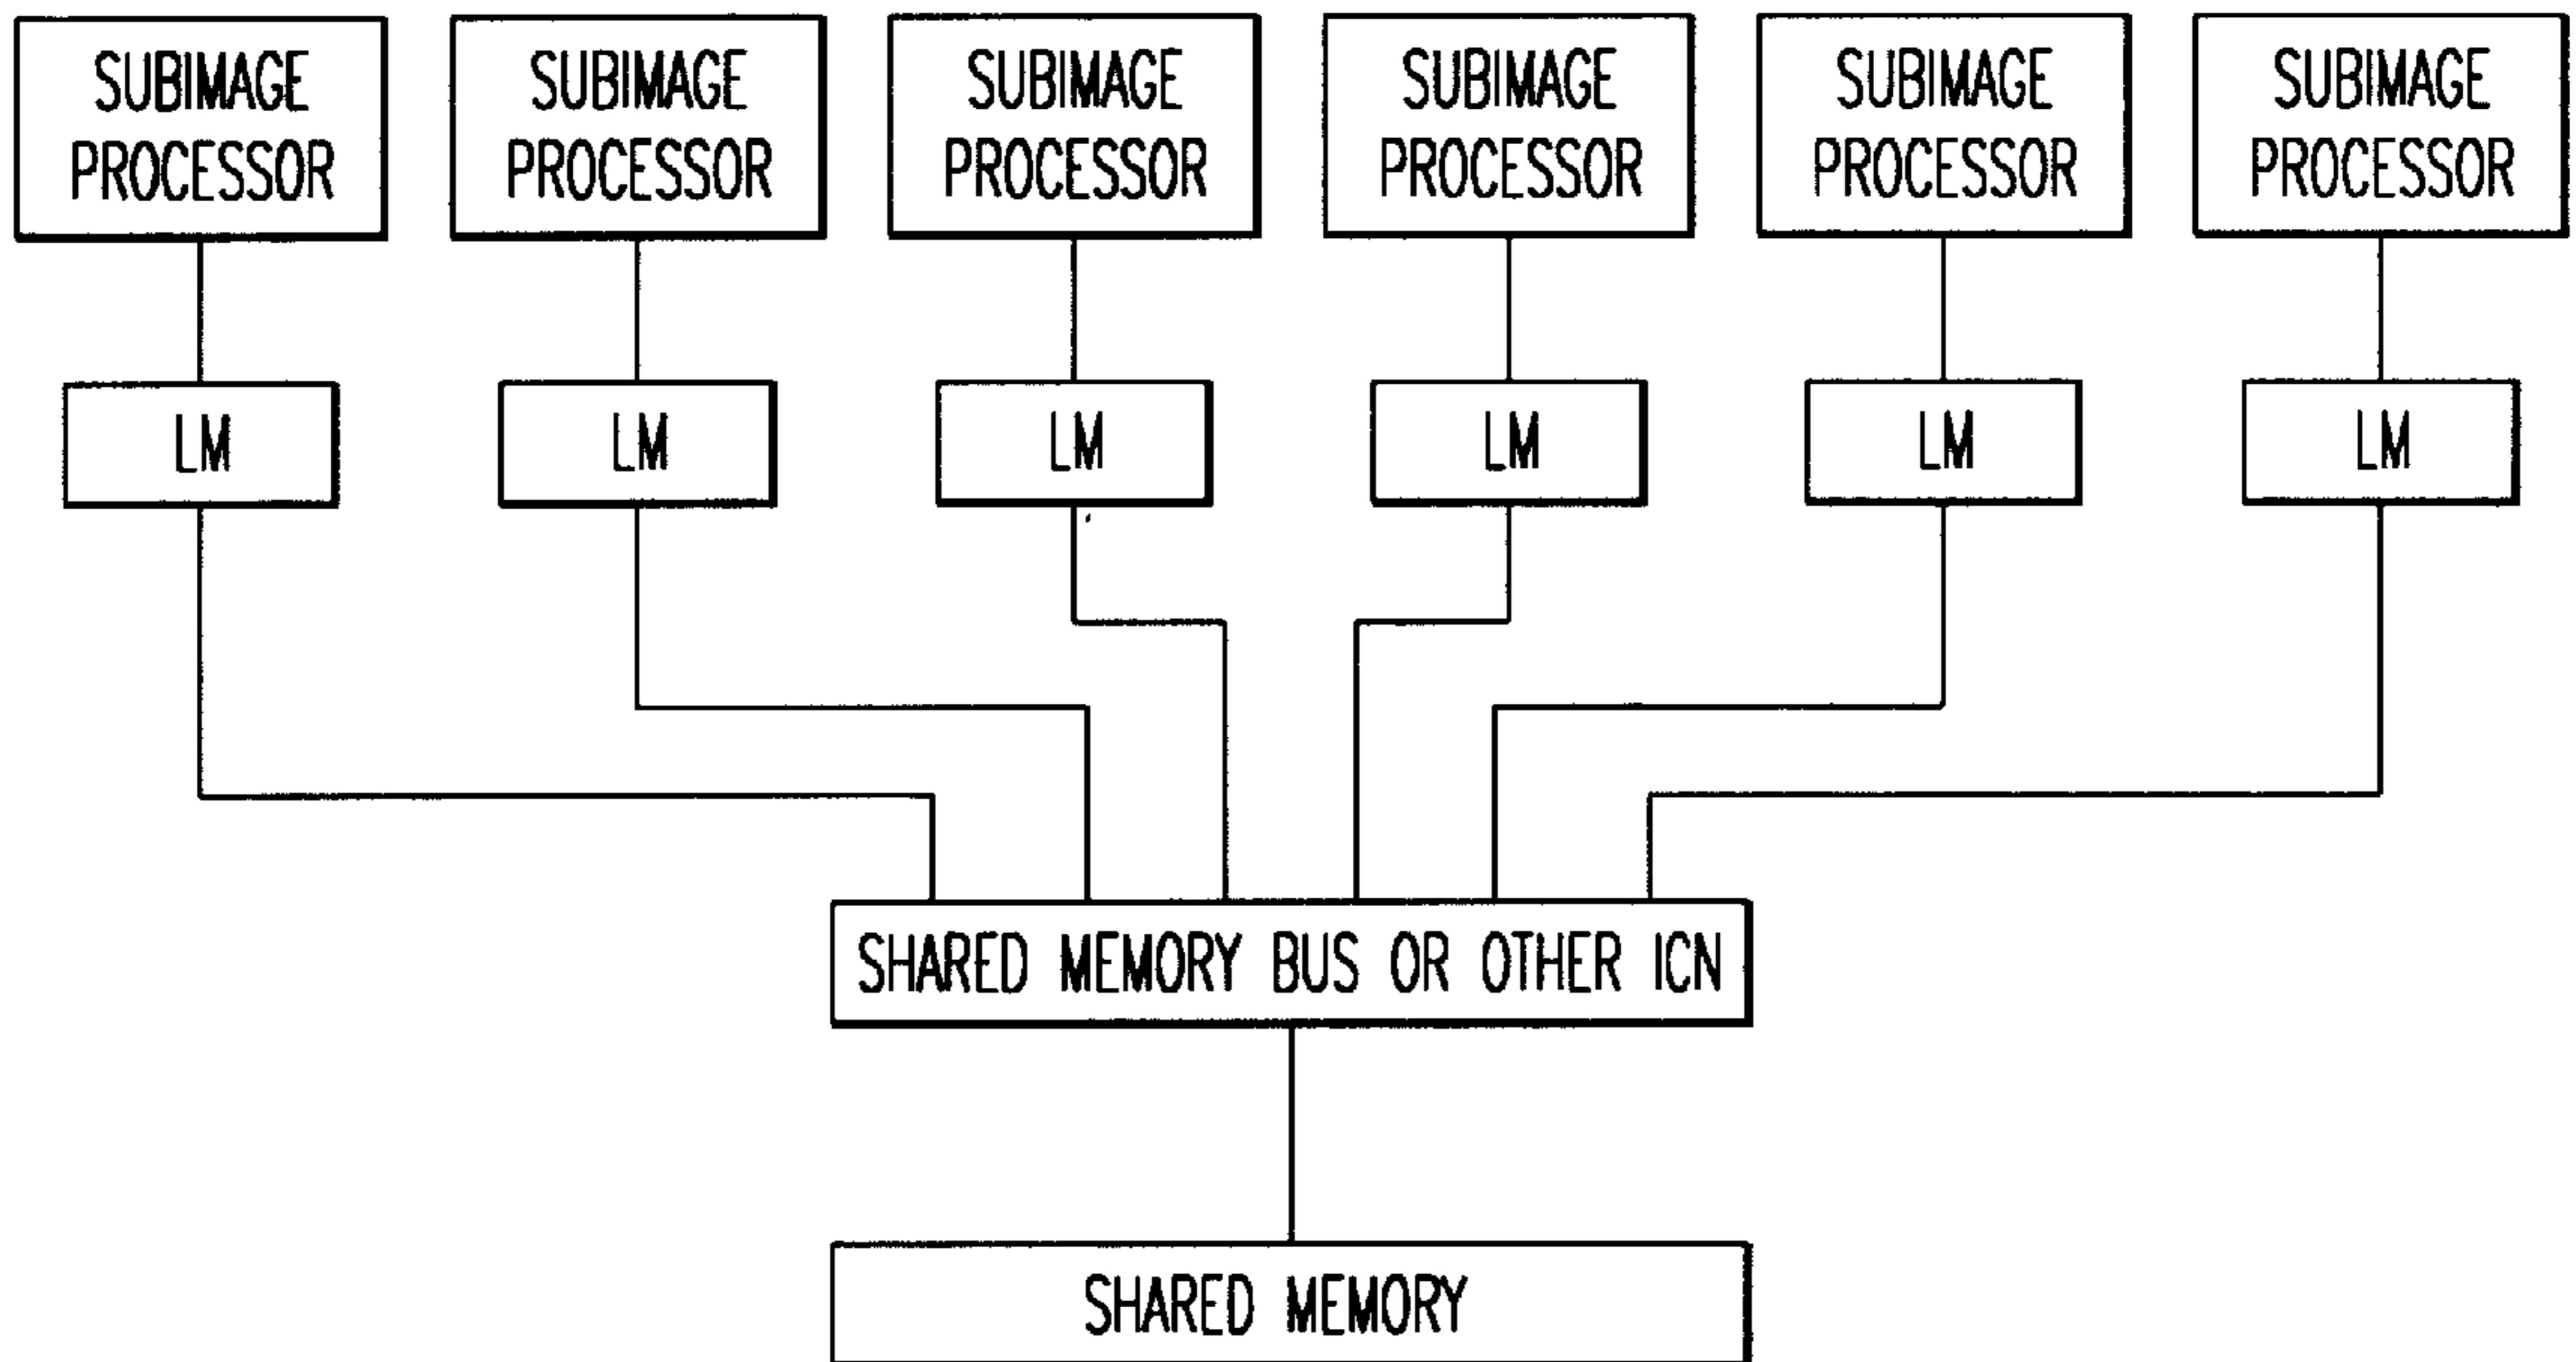 SUBIMAGE
PROCESSOR
SUBIMAGE
PROCESSOR
SUBIMAGE
PROCESSOR
SUBIMAGE
PROCESSOR
SUBIMAGE
PROCESSOR
SUBIMAGE
PROCESSOR
LM
LM
LM
LM
LM
LM
SHARED MEMORY BUS OR OTHER ICN
SHARED MEMORY